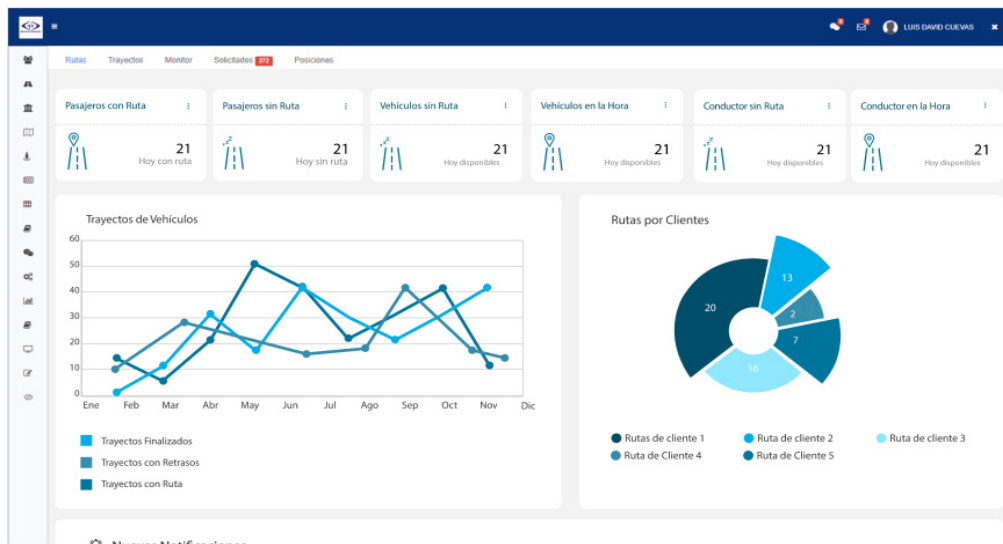 LUIS DAVID CUEVAS
Rutas Trayectos Monitor Solicitados 372 Posiciones
Pasajeros con Ruta Pasajeros sin Ruta Vehículos sin Ruta Vehículos en la Hora Conductor sin Ruta Conductor en la Hora
21 21 21 21 21 21
Hoy con ruta Hoy sin ruta Hoy disponibles Hoy disponibles Hoy disponibles Hoy disponibles
Trayectos de Vehículos
60
50
40
30
20
10
0
Ene Feb Mar Abr May Jun Jul Ago Sep Oct Nov Dic
Trayectos Finalizados
Trayectos con Retrasos
Trayectos con Ruta
Rutas por Clientes
13
20
2
7
16
Rutas de cliente 1 Ruta de cliente 2 Ruta de cliente 3
Ruta de Cliente 4 Ruta de Cliente 5
Nuevas Notificaciones